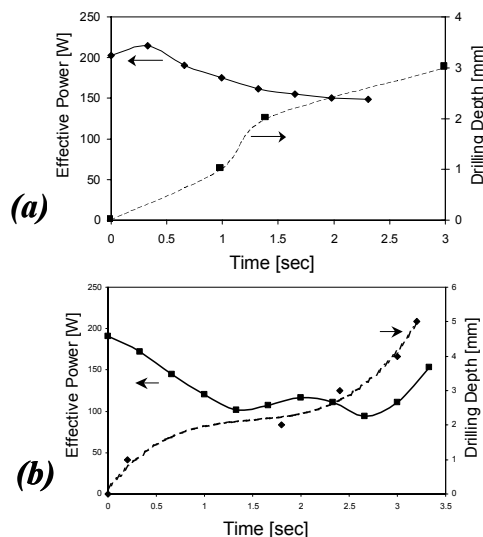 (a)
Effective Power [W]
250
200
150
100
50
0
0 0.5 1 1.5 2 2.5 3
Time [sec]
4
3
2
1
0
Drilling Depth [mm]
(b)
Effective Power [W]
250
200
150
100
50
0
0 0.5 1 1.5 2 2.5 3 3.5
Time [sec]
6
5
4
3
2
1
0
Drilling Depth [mm]